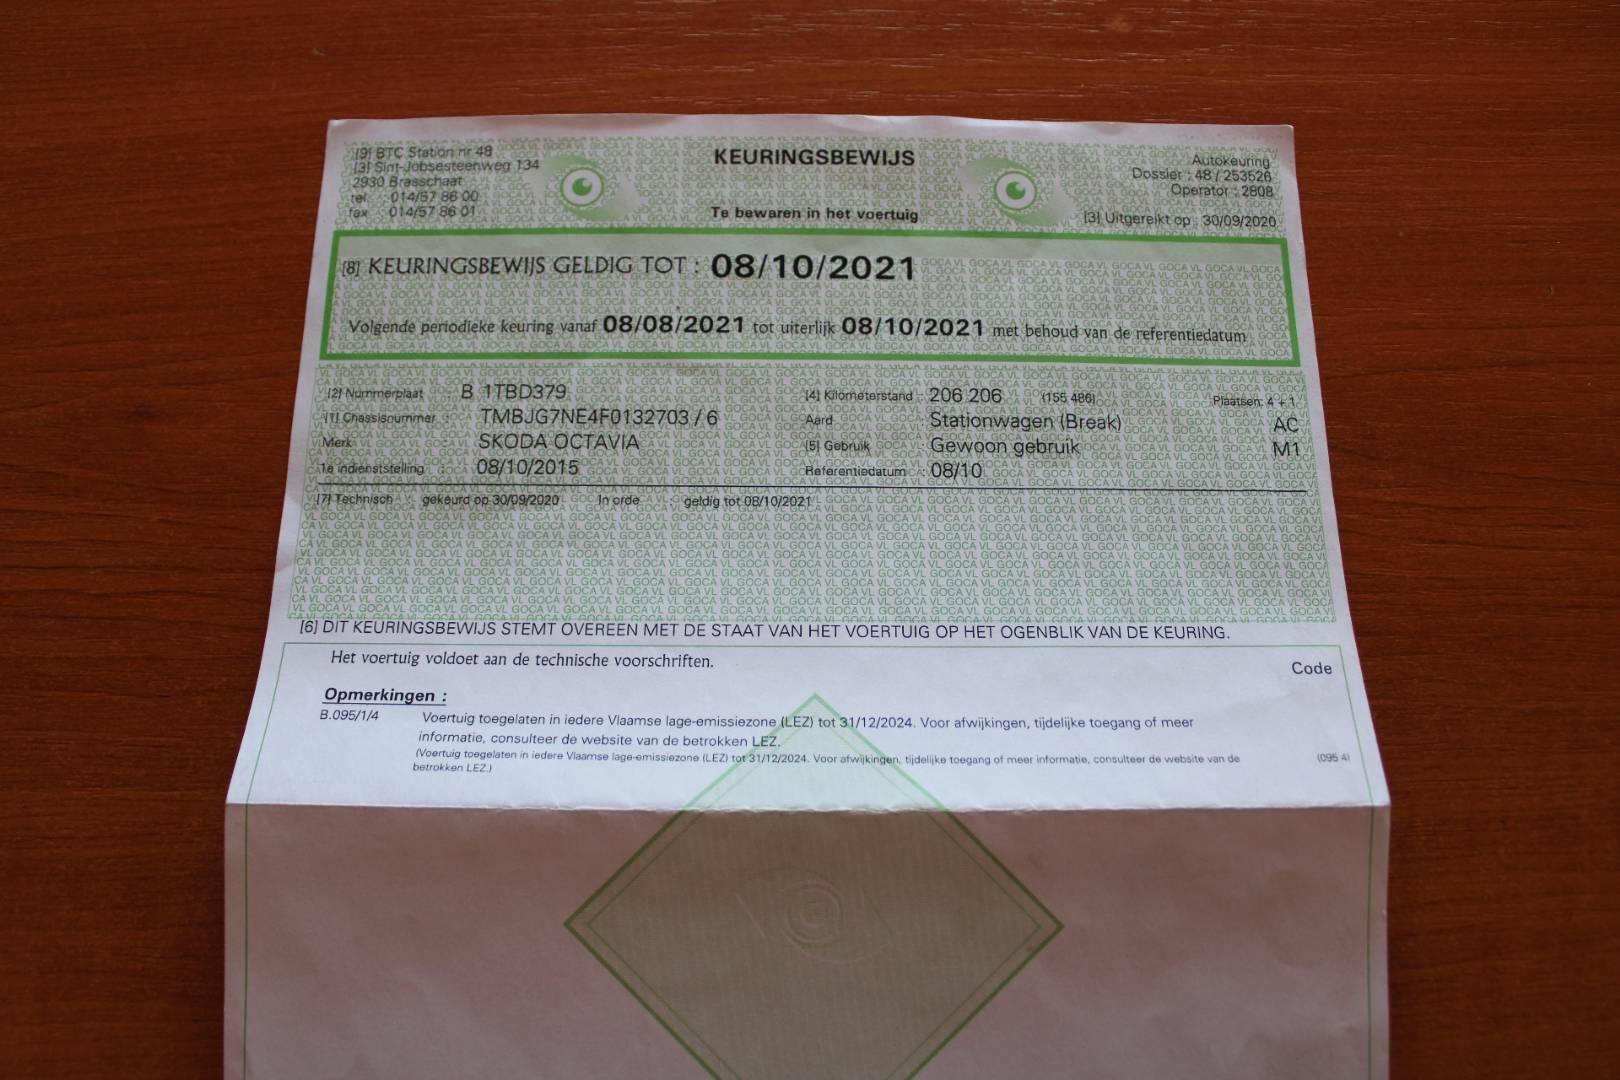 [9] BTC Station nr 48
[3] Sint-Jobsesteenweg 134
2930 Brasschaat
tel : 014/57 86 00
fax : 014/57 86 01
KEURINGSBEWIJS
Te bewaren in het voertuig
Autokeuring
Dossier : 48 / 253526
Operator : 2808
[3] Uitgereikt op : 30/09/2020
[8] KEURINGSBEWIJS GELDIG TOT : 08/10/2021
Volgende periodieke keuring vanaf 08/08/2021 tot uiterlijk 08/10/2021 met behoud van de referentiedatum
[2] Nummerplaat : B 1TBD379
[1] Chassisnummer : TMBJG7NE4F0132703 / 6
Merk : SKODA OCTAVIA
1e indienststelling : 08/10/2015
[4] Kilometerstand : 206 206 (155 486) Plaatsen: 4 + 1
Aard : Stationwagen (Break) AC
[5] Gebruik : Gewoon gebruik M1
Referentiedatum : 08/10
[7] Technisch : gekeurd op 30/09/2020 In orde : geldig tot 08/10/2021
[6] DIT KEURINGSBEWIJS STEMT OVEREEN MET DE STAAT VAN HET VOERTUIG OP HET OGENBLIK VAN DE KEURING.
Het voertuig voldoet aan de technische voorschriften.
Code
Opmerkingen :
B.095/1/4 Voertuig toegelaten in iedere Vlaamse lage-emissiezone (LEZ) tot 31/12/2024. Voor afwijkingen, tijdelijke toegang of meer
informatie, consulteer de website van de betrokken LEZ.
(Voertuig toegelaten in iedere Vlaamse lage-emissiezone (LEZ) tot 31/12/2024. Voor afwijkingen, tijdelijke toegang of meer informatie, consulteer de website van de (095 4)
betrokken LEZ.)